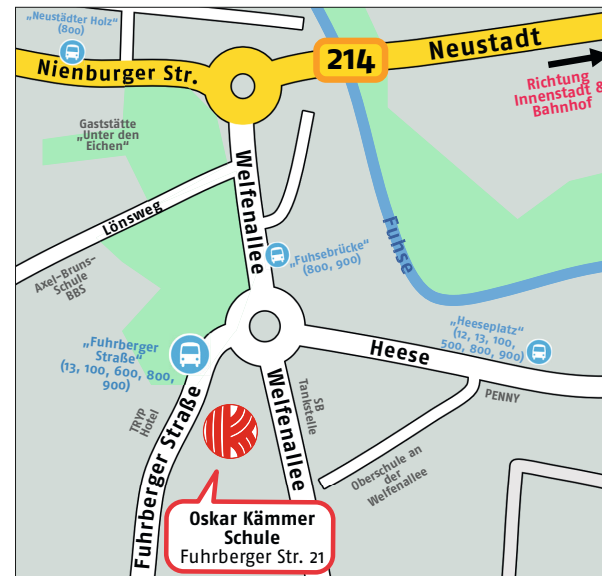 „Neustädter Holz“
(800)
Nienburger Str.
214
Neustadt
Richtung
Innenstadt &
Bahnhof
Gaststätte
„Unter den
Eichen“
Welfenallee
Lönsweg
Fuhse
Axel-Bruns-
Schule
BBS
„Fuhsebrücke“
(800, 900)
„Fuhrberger
Straße“
(13, 100, 600, 800,
900)
„Heeseplatz“
(12, 13, 100,
500, 800, 900)
Heese
TRYP
Hotel
Fuhrberger Straße
Welfenallee
SB
Tankstelle
PENNY
Oberschule an
der
Welfenallee
Oskar Kämmer
Schule
Fuhrberger Str. 21